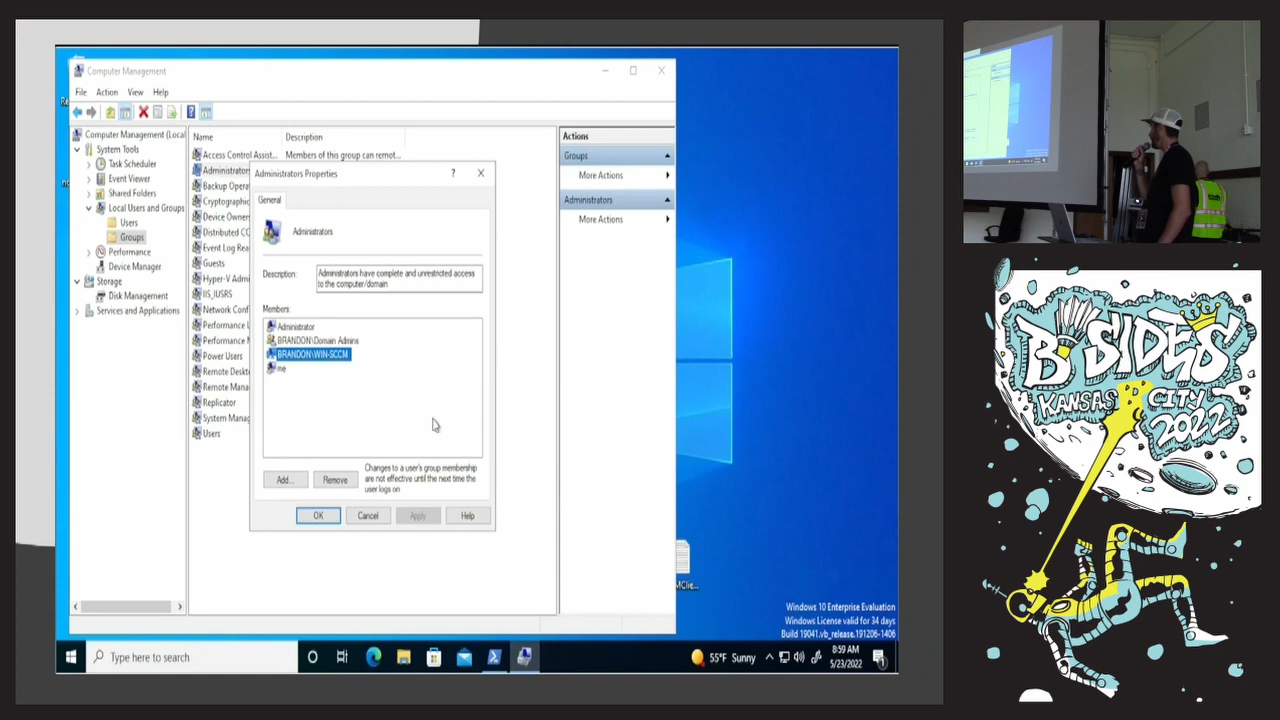 Computer Management
File Action View Help
Computer Management (Local
System Tools
Task Scheduler
Event Viewer
Shared Folders
Local Users and Groups
Users
Groups
Performance
Device Manager
Storage
Disk Management
Services and Applications
Name Description
Access Control Assist... Members of this group can remot...
Administrators
Backup Opera
Cryptographic
Device Owners
Distributed CO
Event Log Rea
Guests
Hyper-V Admi
IIS_IUSRS
Network Conf
Performance L
Performance M
Power Users
Remote Deskt
Remote Mana
Replicator
System Manag
Users
Administrators Properties
?
General
Administrators
Description:
Administrators have complete and unrestricted access
to the computer/domain
Members:
Administrator
BRANDON\Domain Admins
BRANDON\WIN-SCCM
me
Add... Remove
Changes to a user's group membership
are not effective until the next time the
user logs on.
OK Cancel Apply Help
Actions
Groups
More Actions
Administrators
More Actions
MClie...
Windows 10 Enterprise Evaluation
Windows License valid for 34 days
Build 19041.vb_release.191206-1406
Type here to search
55°F Sunny
8:59 AM
5/23/2022
BSIDES
KANSAS CITY
2022